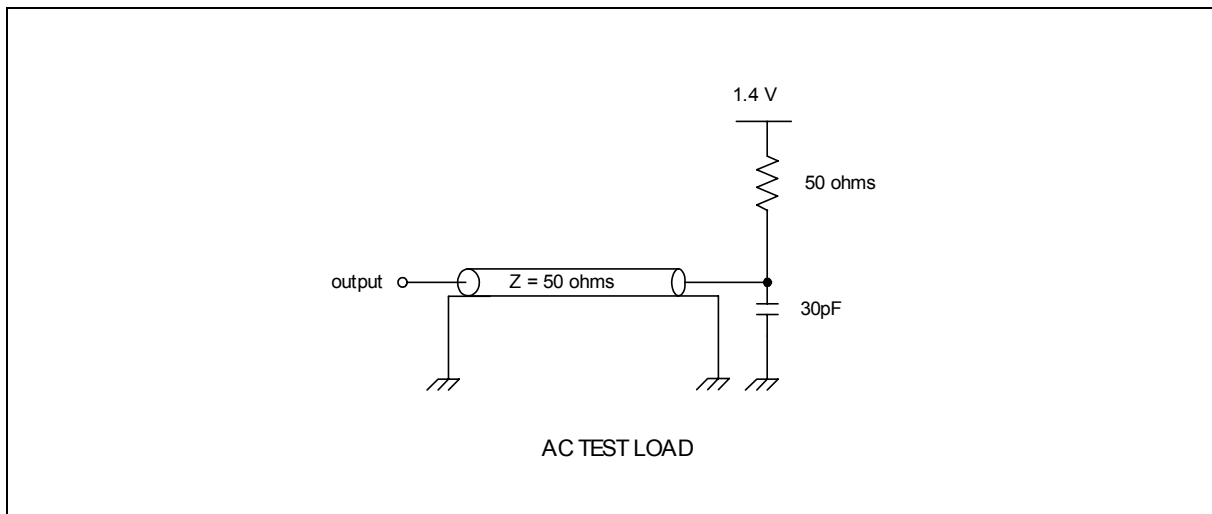 1.4 V
50 ohms
output
Z = 50 ohms
30pF
AC TEST LOAD